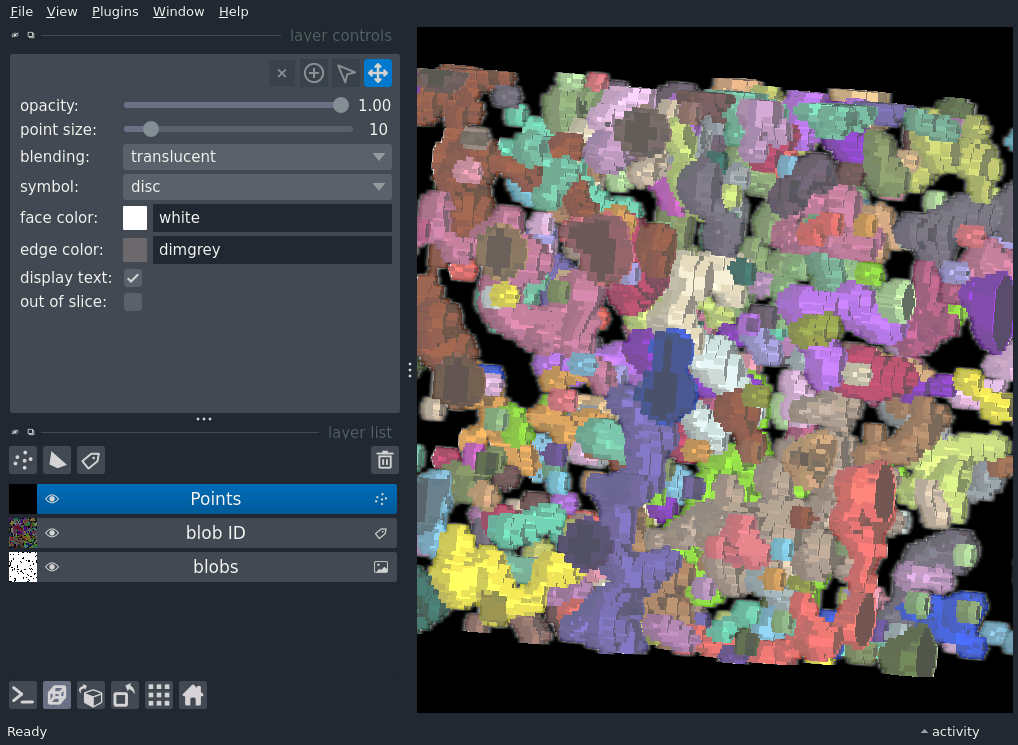 File View Plugins Window Help
layer controls
opacity: 1.00
point size: 10
blending: translucent
symbol: disc
face color: white
edge color: dimgrey
display text:
out of slice:
layer list
Points
blob ID
blobs
Ready activity